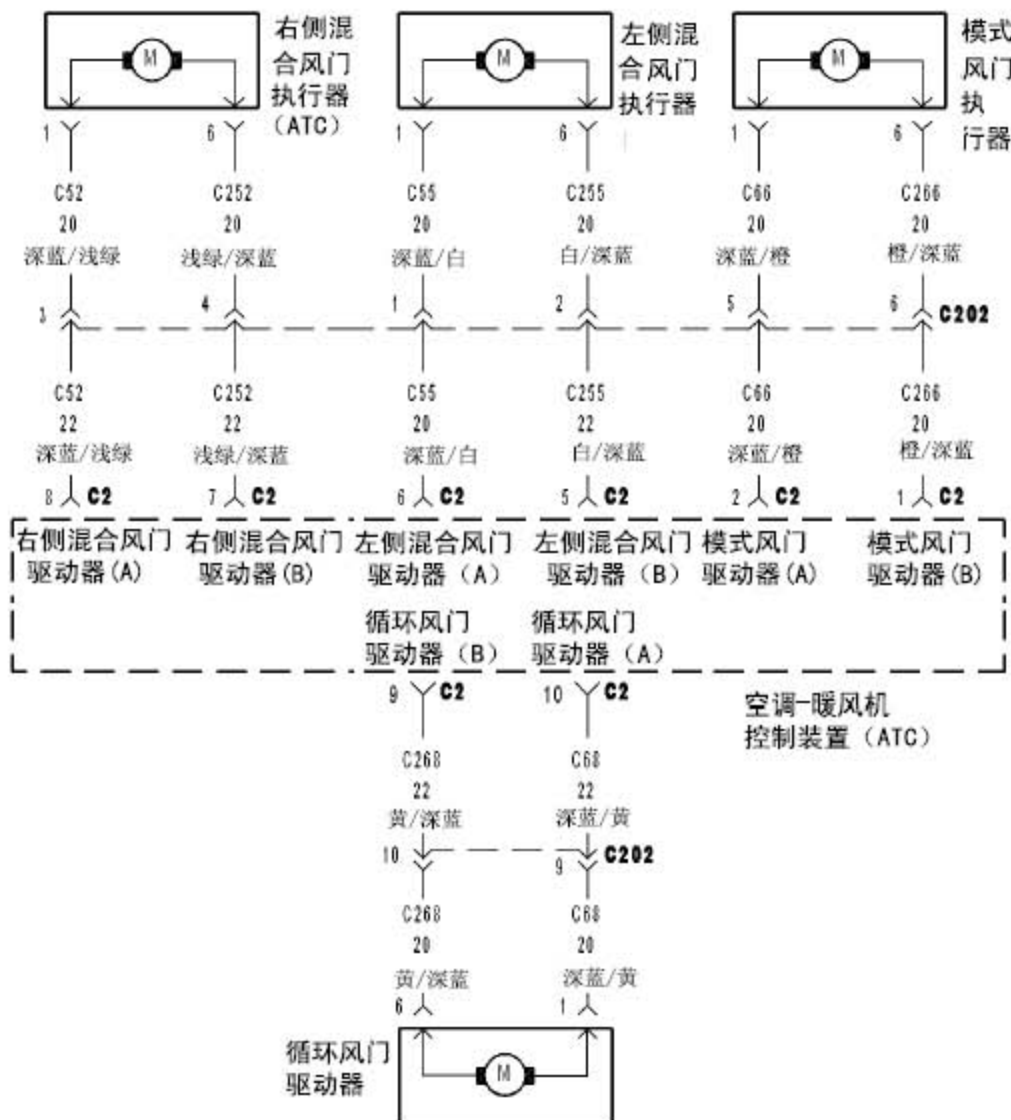 右侧混
合风门
执行器
(ATC)
左侧混
合风门
执行器
模式
风门
执
行器
M
M
M
1 6 1 6 1 6
C52 C252 C55 C255 C66 C266
20 20 20 20 20 20
深蓝/浅绿 浅绿/深蓝 深蓝/白 白/深蓝 深蓝/橙 橙/深蓝
3 4 1 2 5 6 C202
C52 C252 C55 C255 C66 C266
22 22 20 22 20 20
深蓝/浅绿 浅绿/深蓝 深蓝/白 白/深蓝 深蓝/橙 橙/深蓝
8 C2 7 C2 6 C2 5 C2 2 C2 1 C2
右侧混合风门
驱动器(A)
右侧混合风门
驱动器(B)
左侧混合风门
驱动器(A)
左侧混合风门
驱动器(B)
模式风门
驱动器(A)
模式风门
驱动器(B)
循环风门
驱动器(B)
循环风门
驱动器(A)
9 C2 10 C2
空调-暖风机
控制装置(ATC)
C268 C68
22 22
黄/深蓝 深蓝/黄
10 9 C202
C268 C68
20 20
黄/深蓝 深蓝/黄
6 1
循环风门
驱动器
M